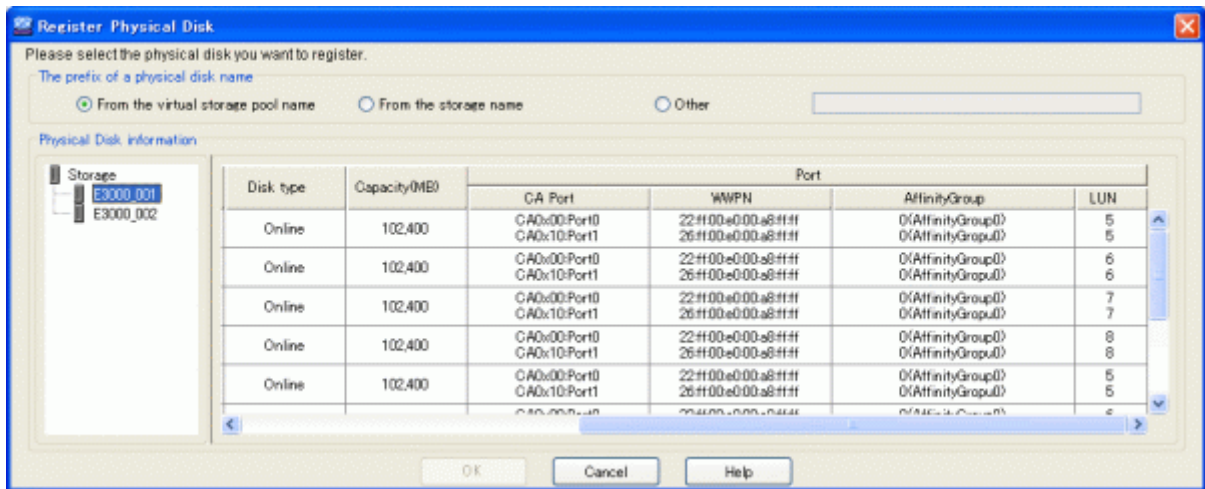 Register Physical Disk
Please select the physical disk you want to register.
The prefix of a physical disk name
From the virtual storage pool name From the storage name Other
Physical Disk information
Storage
E3000_001
E3000_002
Disk type Capacity(MB) Port
CA Port WWPN AffinityGroup LUN
Online 102,400 CA0x00:Port0 22:ff:00:e0:00:a8:ff:ff 0(AffinityGroup0) 5
CA0x10:Port1 26:ff:00:e0:00:a8:ff:ff 0(AffinityGropu0) 5
Online 102,400 CA0x00:Port0 22:ff:00:e0:00:a8:ff:ff 0(AffinityGroup0) 6
CA0x10:Port1 26:ff:00:e0:00:a8:ff:ff 0(AffinityGropu0) 6
Online 102,400 CA0x00:Port0 22:ff:00:e0:00:a8:ff:ff 0(AffinityGroup0) 7
CA0x10:Port1 26:ff:00:e0:00:a8:ff:ff 0(AffinityGropu0) 7
Online 102,400 CA0x00:Port0 22:ff:00:e0:00:a8:ff:ff 0(AffinityGroup0) 8
CA0x10:Port1 26:ff:00:e0:00:a8:ff:ff 0(AffinityGropu0) 8
Online 102,400 CA0x00:Port0 22:ff:00:e0:00:a8:ff:ff 0(AffinityGroup0) 5
CA0x10:Port1 26:ff:00:e0:00:a8:ff:ff 0(AffinityGropu0) 5
OK Cancel Help